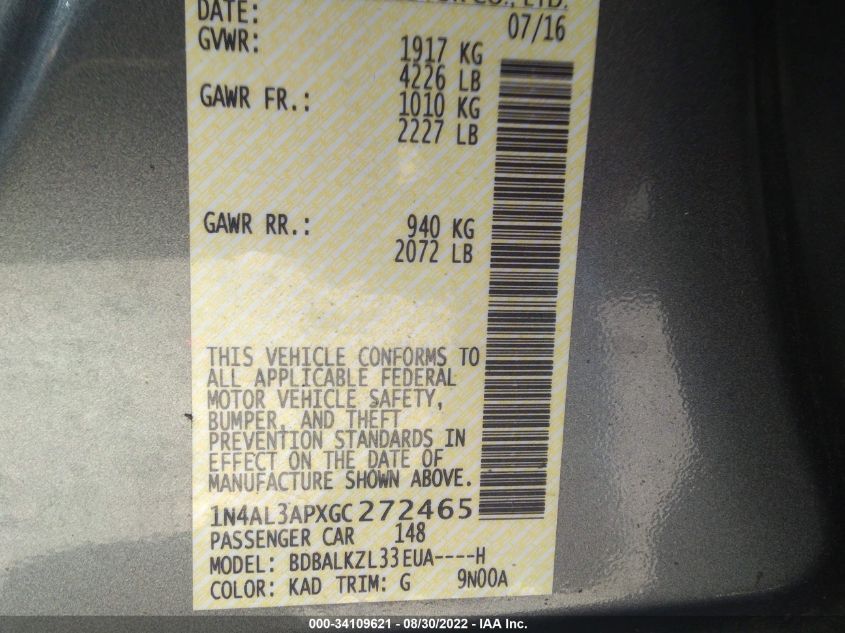 CO., LTD.
DATE: 07/16
GVWR: 1917 KG
4226 LB
GAWR FR.: 1010 KG
2227 LB
GAWR RR.: 940 KG
2072 LB
THIS VEHICLE CONFORMS TO
ALL APPLICABLE FEDERAL
MOTOR VEHICLE SAFETY,
BUMPER, AND THEFT
PREVENTION STANDARDS IN
EFFECT ON THE DATE OF
MANUFACTURE SHOWN ABOVE.
1N4AL3APXGC272465
PASSENGER CAR 148
MODEL: BDBALKZL33EUA----H
COLOR: KAD TRIM: G 9N00A
000-34109621 - 08/30/2022 - IAA, Inc.